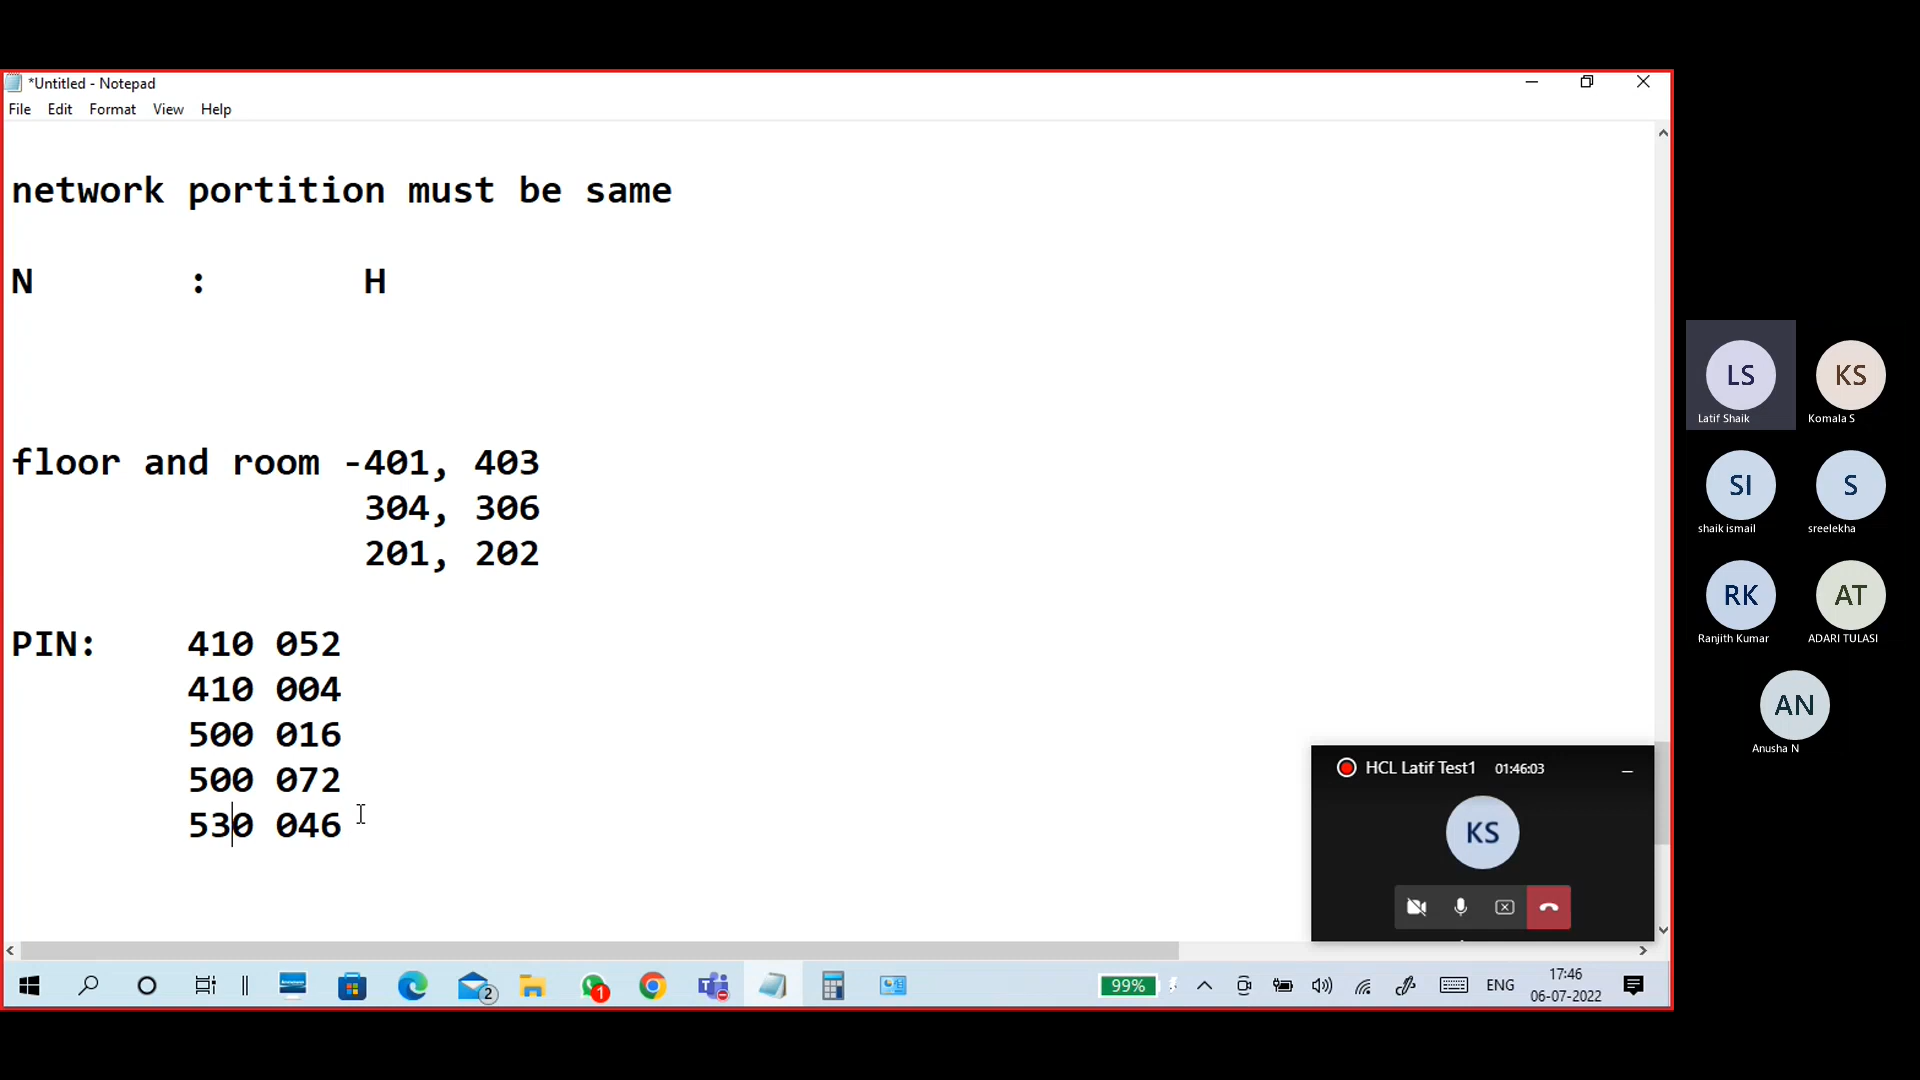 *Untitled - Notepad
File Edit Format View Help
network portition must be same
N : H
floor and room -401, 403
304, 306
201, 202
PIN: 410 052
410 004
500 016
500 072
530 046
HCL Latif Test1 01:46:03
KS
LS KS
Latif Shaik Komala S
SI S
shaik ismail sreelekha
RK AT
Ranjith Kumar ADARI TULASI
AN
Anusha N
2 1 99% ENG 17:46
06-07-2022